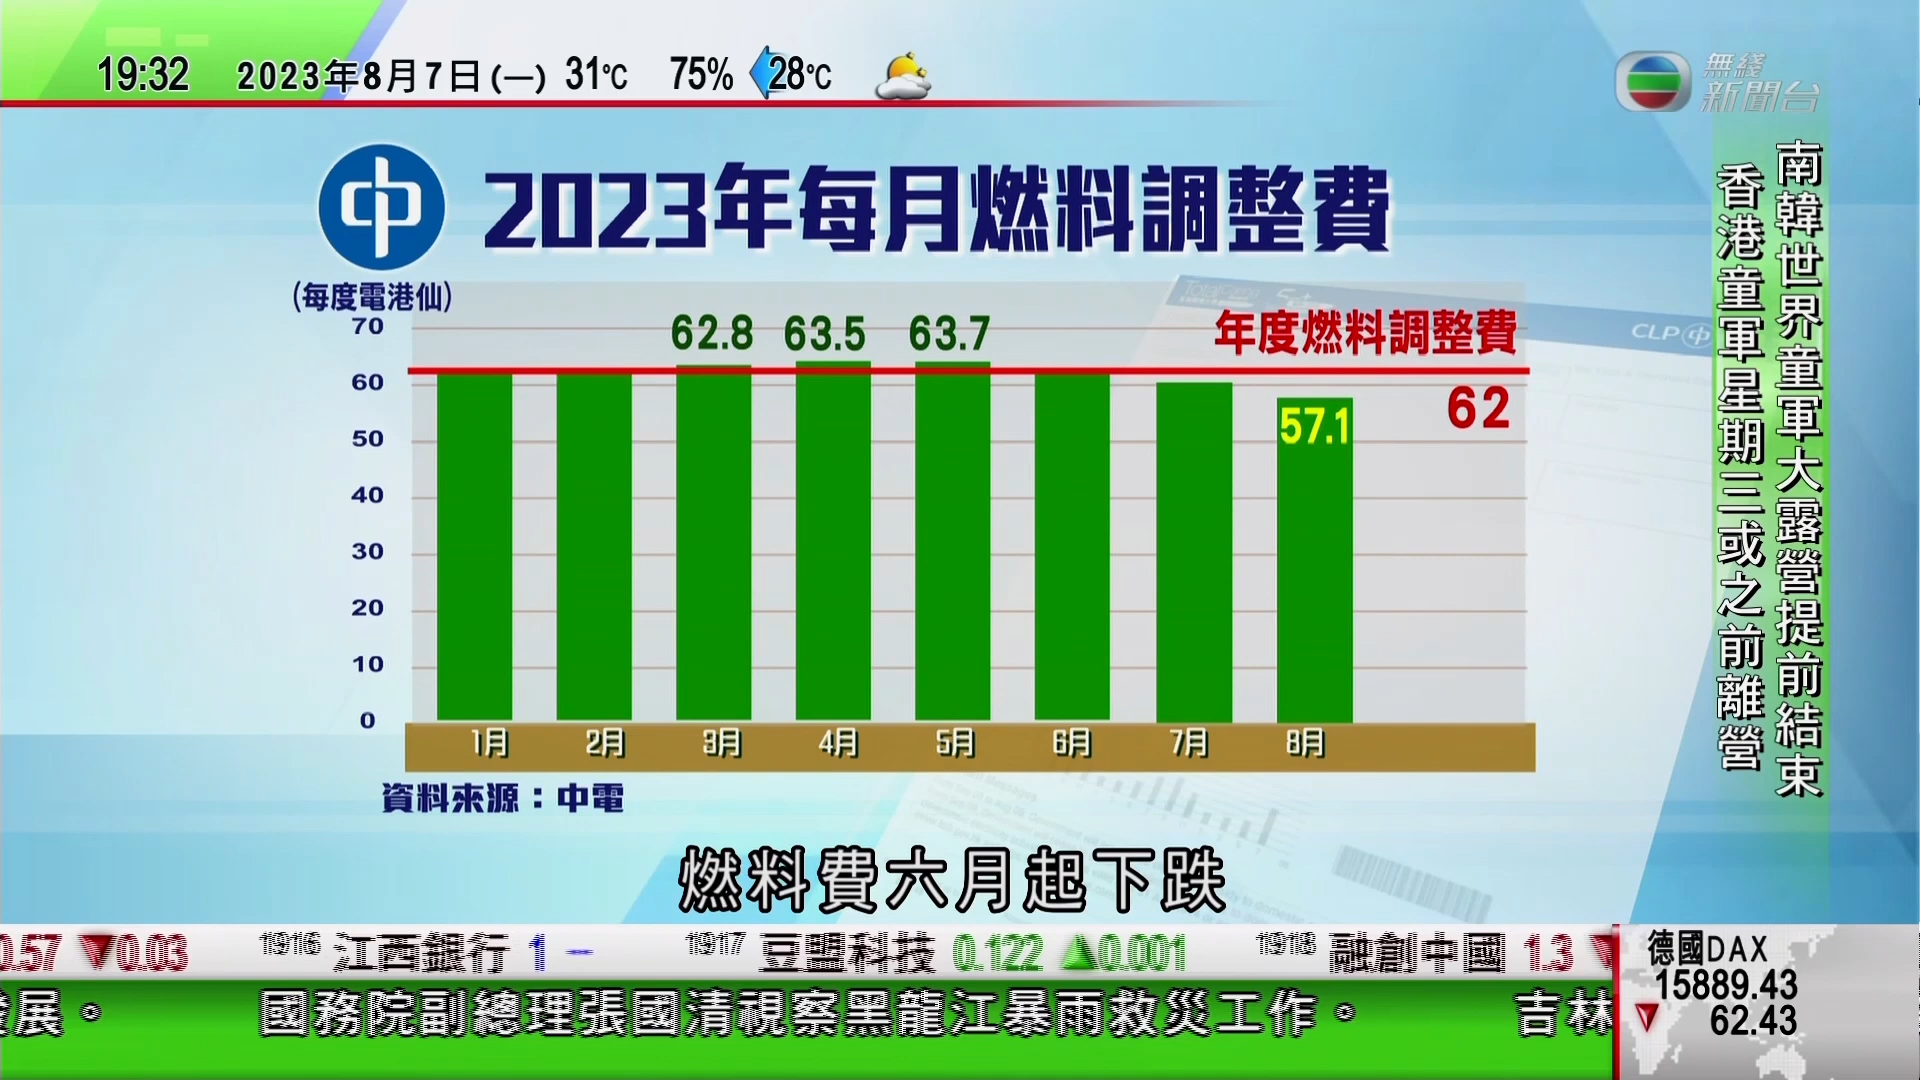 19:32 2023年8月7日(一) 31℃ 75% 28℃
無綫
新聞台
2023年每月燃料調整費
(每度電港仙)
70
60
50
40
30
20
10
0
62.8 63.5 63.7
年度燃料調整費
62
57.1
1月 2月 3月 4月 5月 6月 7月 8月
資料來源：中電
CLP
南韓世界童軍大露營提前結束
香港童軍星期三或之前離營
燃料費六月起下跌
0.57 ▼0.03 1916 江西銀行 1 — 1917 豆盟科技 0.122 ▲0.001 1918 融創中國 1.3 ▼
發展。 國務院副總理張國清視察黑龍江暴雨救災工作。 吉林
德國DAX
15889.43
▼ 62.43